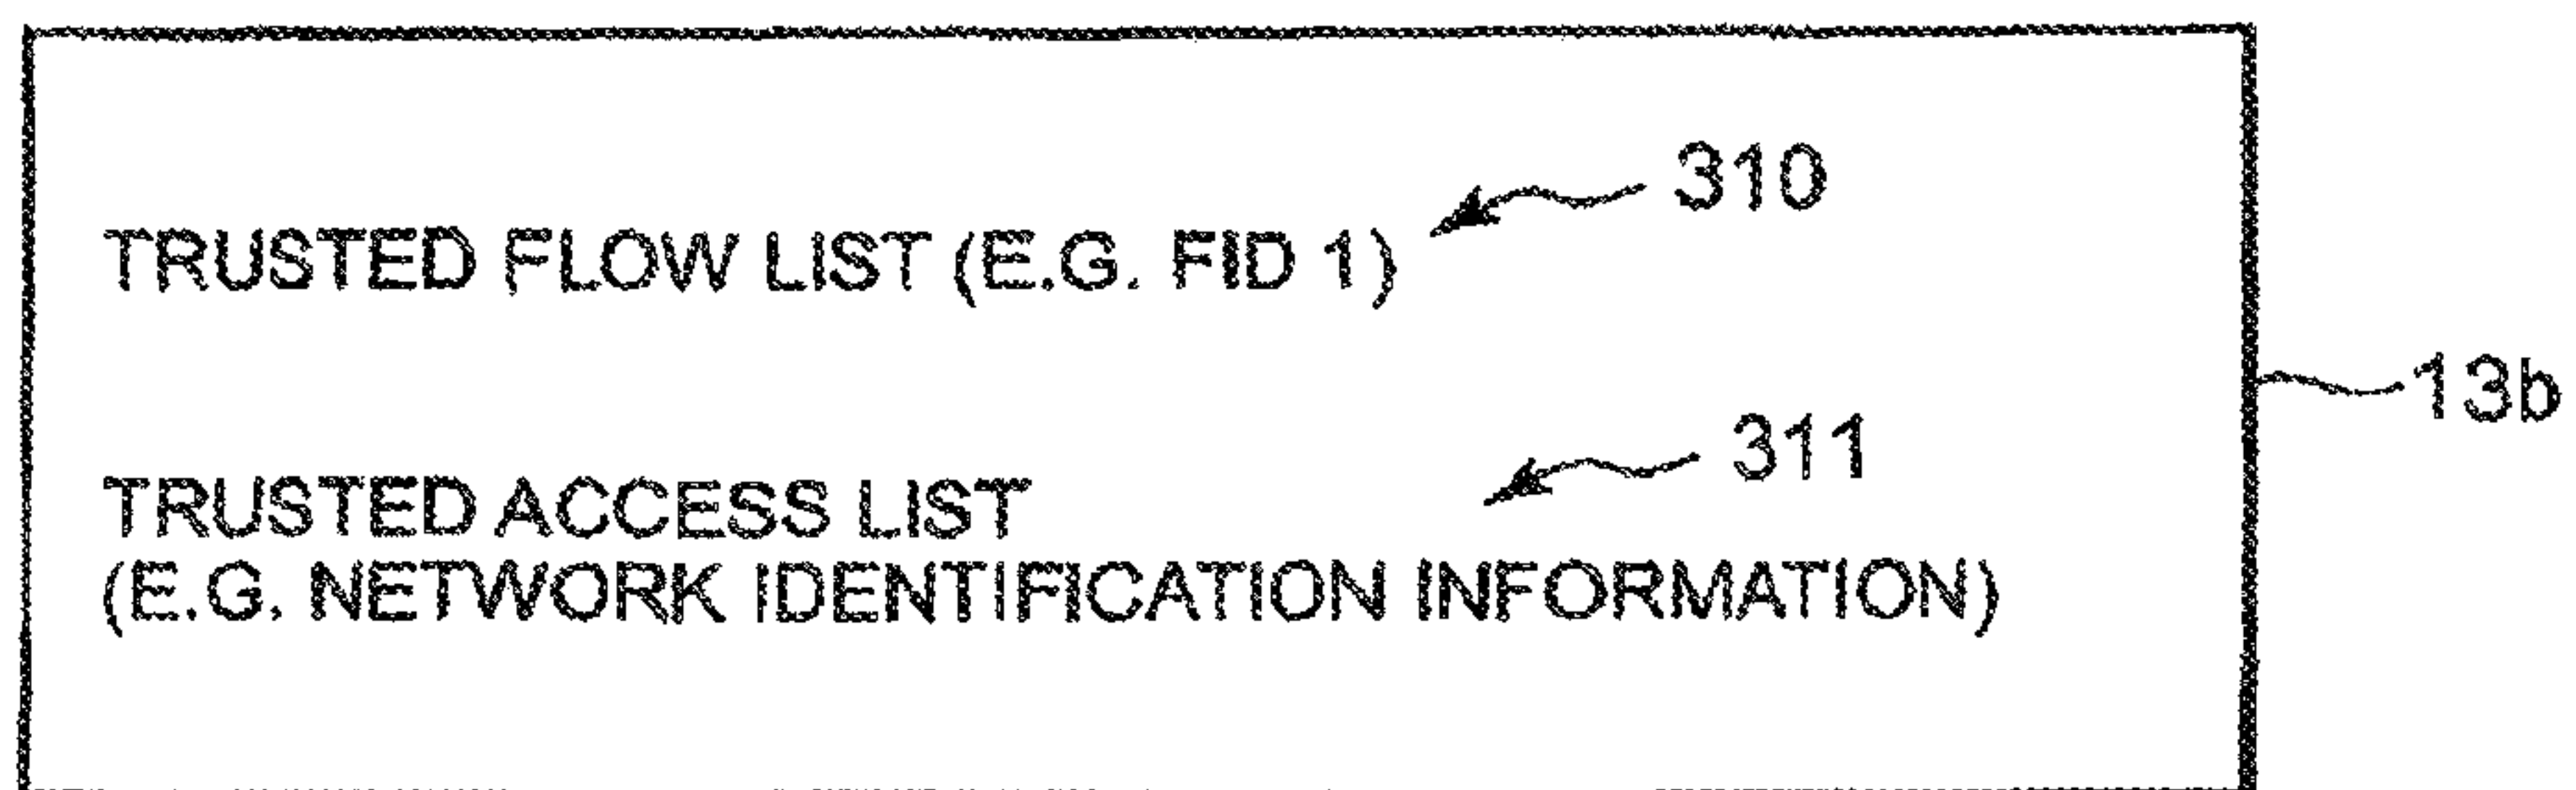 310
TRUSTED FLOW LIST (E.G. FID 1)
13b
311
TRUSTED ACCESS LIST
(E.G. NETWORK IDENTIFICATION INFORMATION)